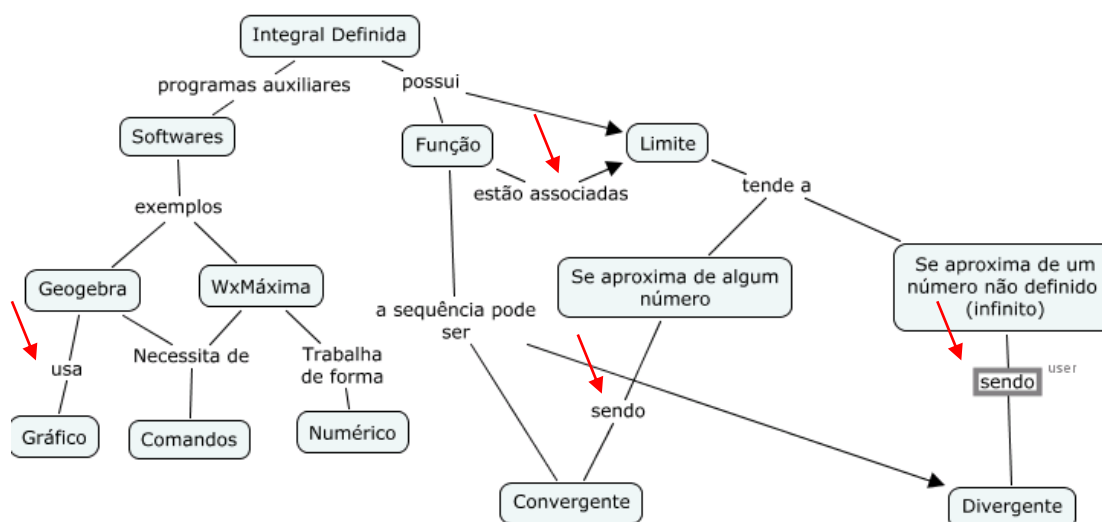 Integral Definida
programas auxiliares
possui
Softwares
Função
Limite
estão associadas
tende a
exemplos
Geogebra
WxMáxima
Se aproxima de algum
número
Se aproxima de um
número não definido
(infinito)
a sequência pode
ser
usa
Necessita de
Trabalha
de forma
sendo
user
sendo
Gráfico
Comandos
Numérico
Convergente
Divergente